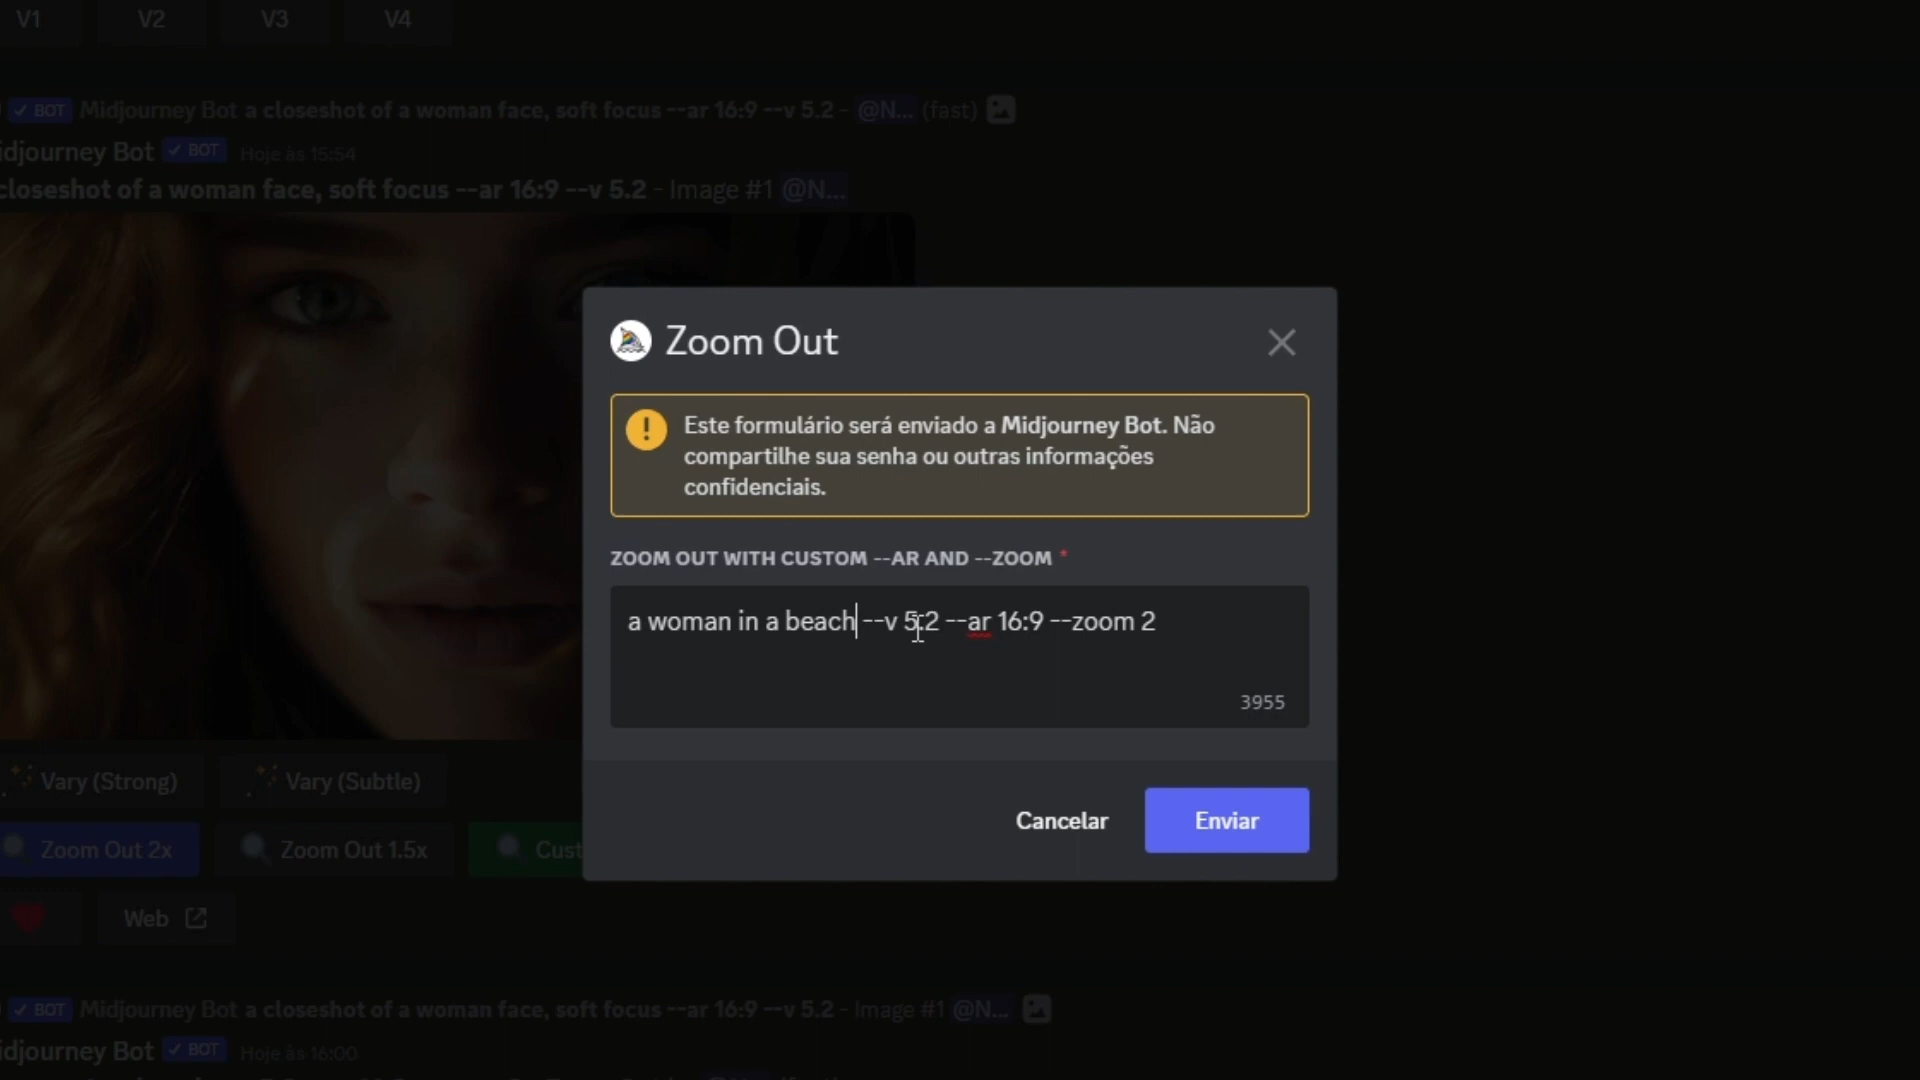 V1 V2 V3 V4
BOT Midjourney Bot a closeshot of a woman face, soft focus --ar 16:9 --v 5.2 - @N... (fast)
idjourney Bot BOT Hoje às 15:54
closeshot of a woman face, soft focus --ar 16:9 --v 5.2 - Image #1 @N...
Zoom Out
Este formulário será enviado a Midjourney Bot. Não
compartilhe sua senha ou outras informações
confidenciais.
ZOOM OUT WITH CUSTOM --AR AND --ZOOM *
a woman in a beach --v 5.2 --ar 16:9 --zoom 2
3955
Vary (Strong) Vary (Subtle)
Cancelar Enviar
Zoom Out 2x Zoom Out 1.5x Cust
Web
BOT Midjourney Bot a closeshot of a woman face, soft focus --ar 16:9 --v 5.2 - Image #1 @N...
idjourney Bot BOT Hoje às 16:00